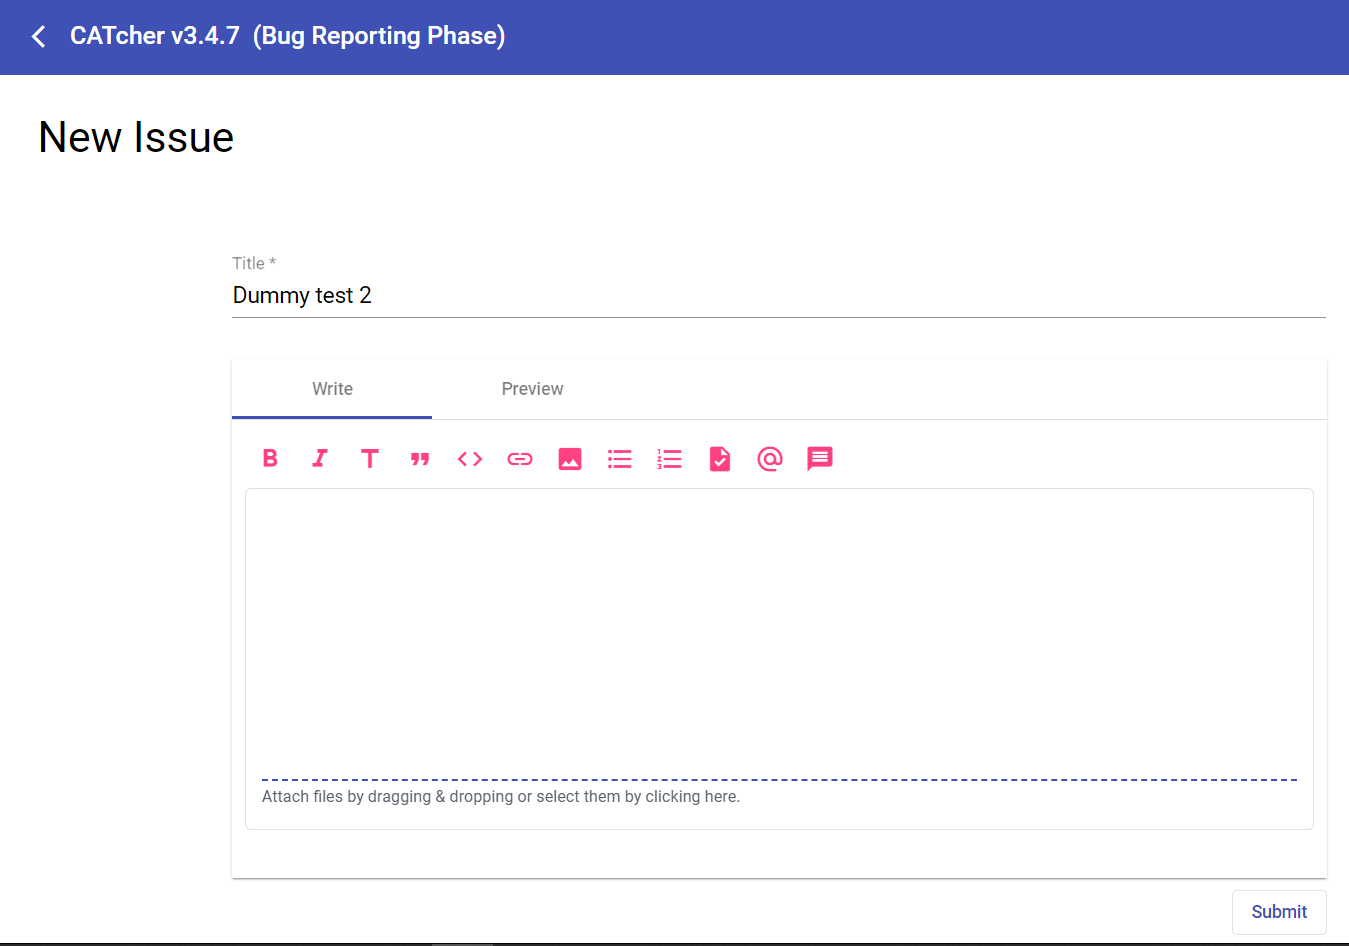 CATcher v3.4.7 (Bug Reporting Phase)
New Issue
Title *
Dummy test 2
Write Preview
Attach files by dragging & dropping or select them by clicking here.
Submit